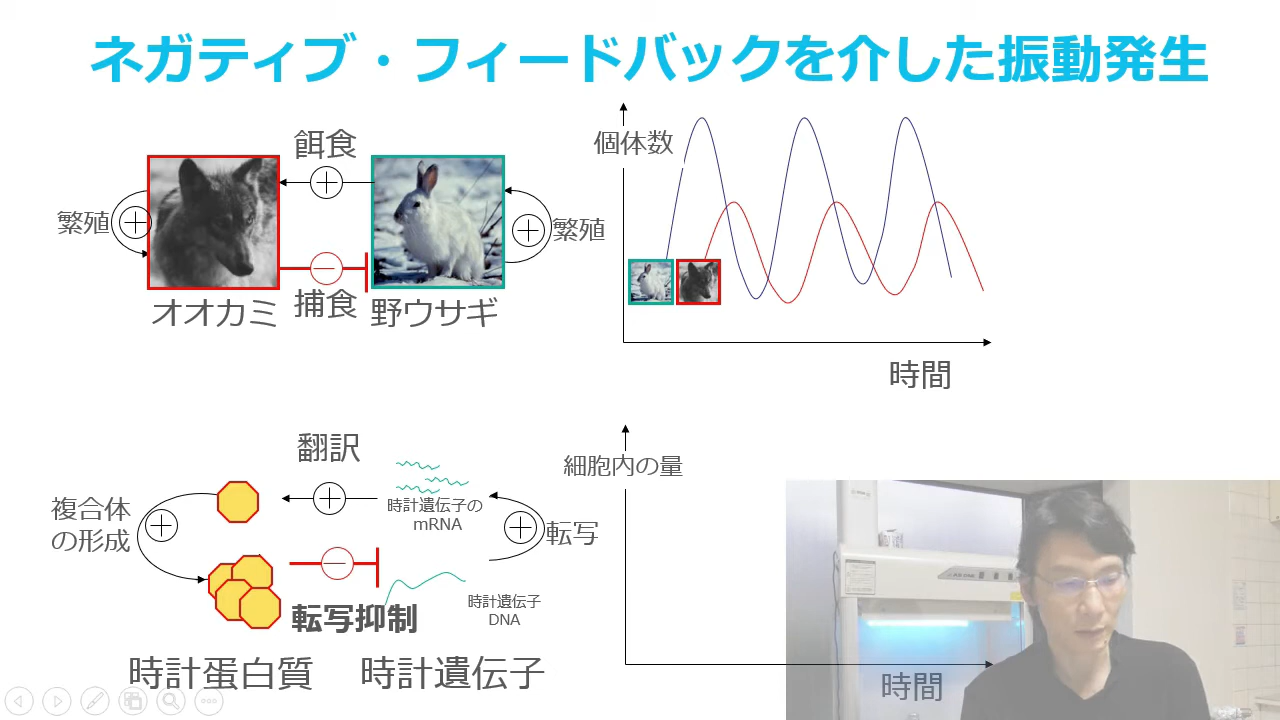 ネガティブ・フィードバックを介した振動発生
餌食
繁殖
繁殖
捕食
オオカミ
野ウサギ
個体数
時間
翻訳
複合体
の形成
時計遺伝子の
mRNA
転写
転写抑制
時計遺伝子
DNA
時計蛋白質
時計遺伝子
細胞内の量
時間